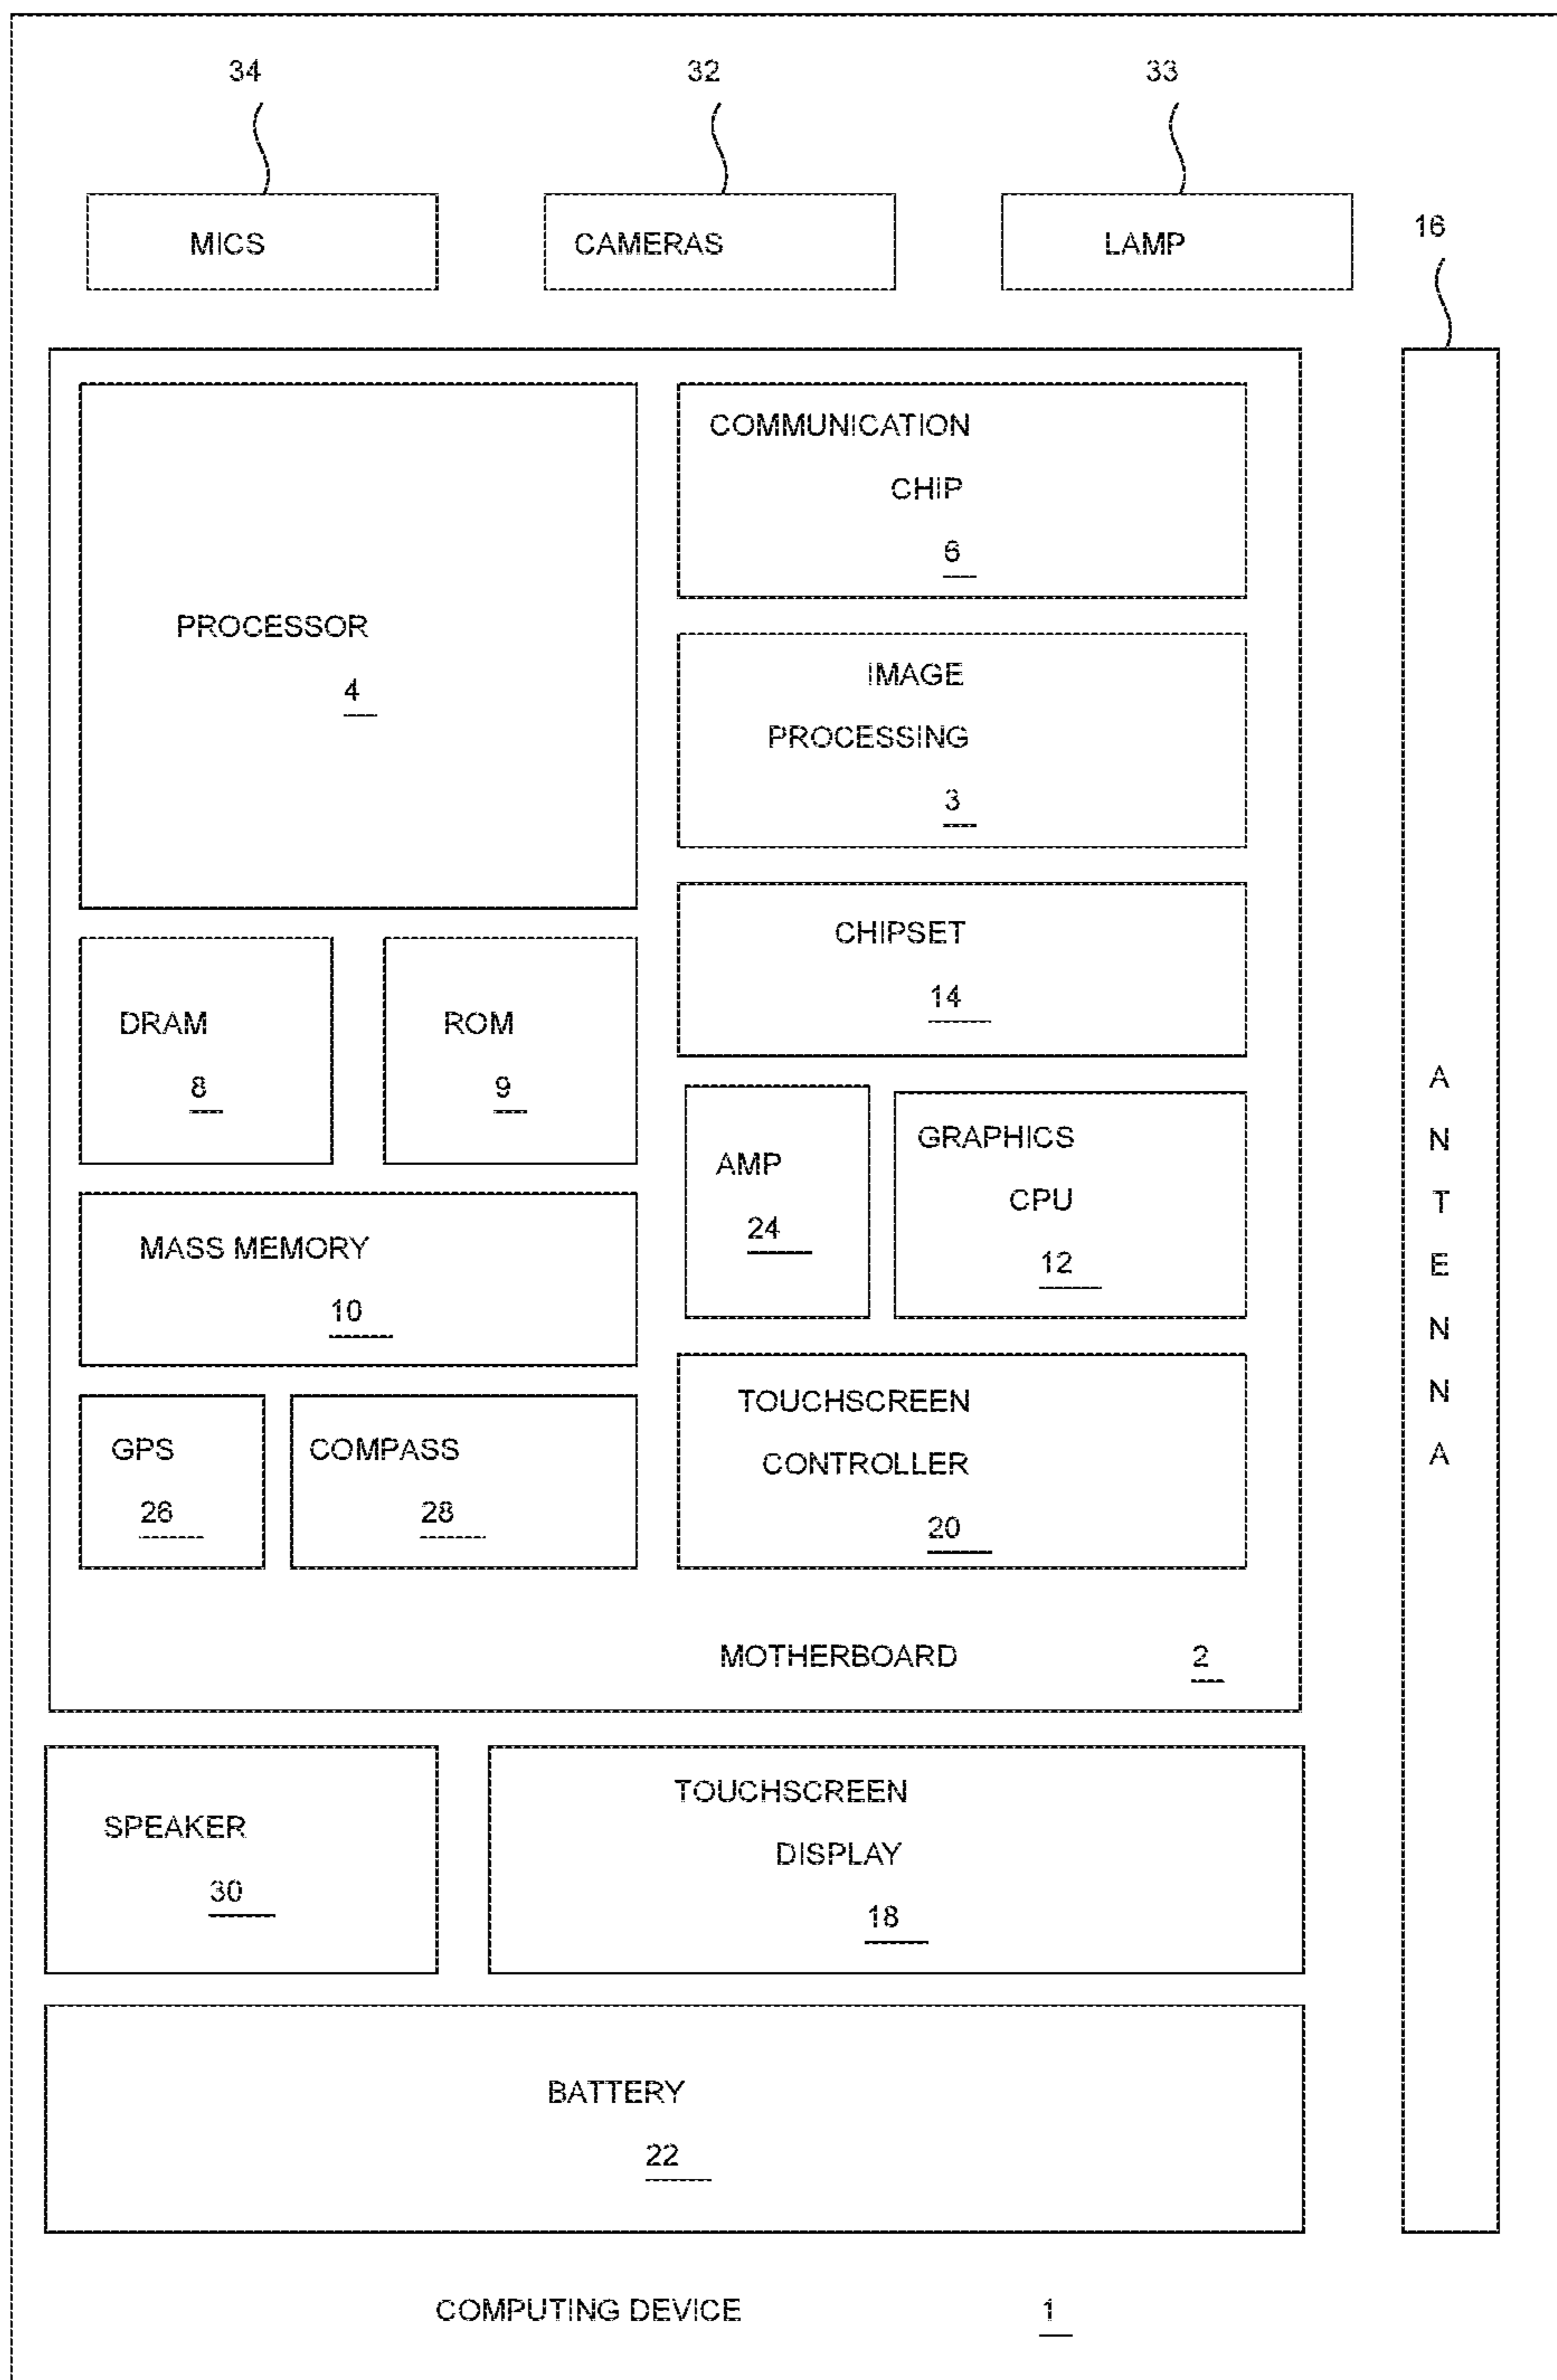 34
32
33
MICS
CAMERAS
LAMP
16
PROCESSOR
4
COMMUNICATION
CHIP
6
IMAGE
PROCESSING
3
CHIPSET
14
DRAM
8
ROM
9
AMP
24
GRAPHICS
CPU
12
MASS MEMORY
10
GPS
26
COMPASS
28
TOUCHSCREEN
CONTROLLER
20
MOTHERBOARD
2
A
N
T
E
N
N
A
SPEAKER
30
TOUCHSCREEN
DISPLAY
18
BATTERY
22
COMPUTING DEVICE
1